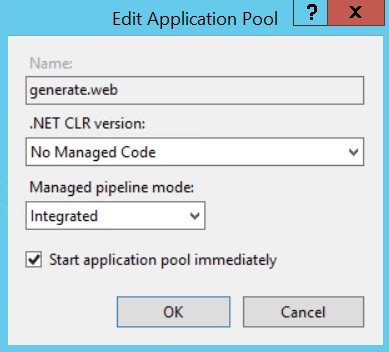 Edit Application Pool ? x
Name:
generate.web
.NET CLR version:
No Managed Code
Managed pipeline mode:
Integrated
Start application pool immediately
OK Cancel